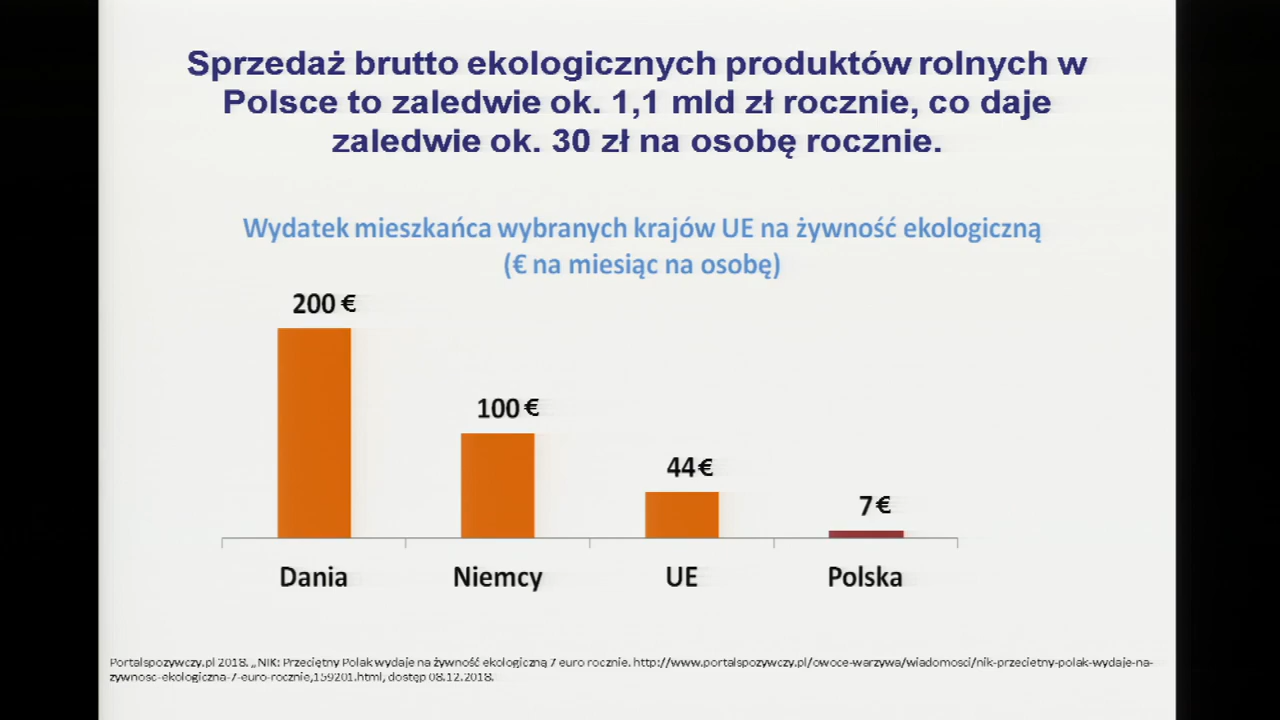 Sprzedaż brutto ekologicznych produktów rolnych w
Polsce to zaledwie ok. 1,1 mld zł rocznie, co daje
zaledwie ok. 30 zł na osobę rocznie.
Wydatek mieszkańca wybranych krajów UE na żywność ekologiczną
(€ na miesiąc na osobę)
200 €
100 €
44 €
7 €
Dania Niemcy UE Polska
Portalspozywczy.pl 2018. „NIK: Przeciętny Polak wydaje na żywność ekologiczną 7 euro rocznie. http://www.portalspozywczy.pl/owoce-warzywa/wiadomosci/nik-przecietny-polak-wydaje-na-
zywnosc-ekologiczna-7-euro-rocznie,159201.html, dostęp 08.12.2018.